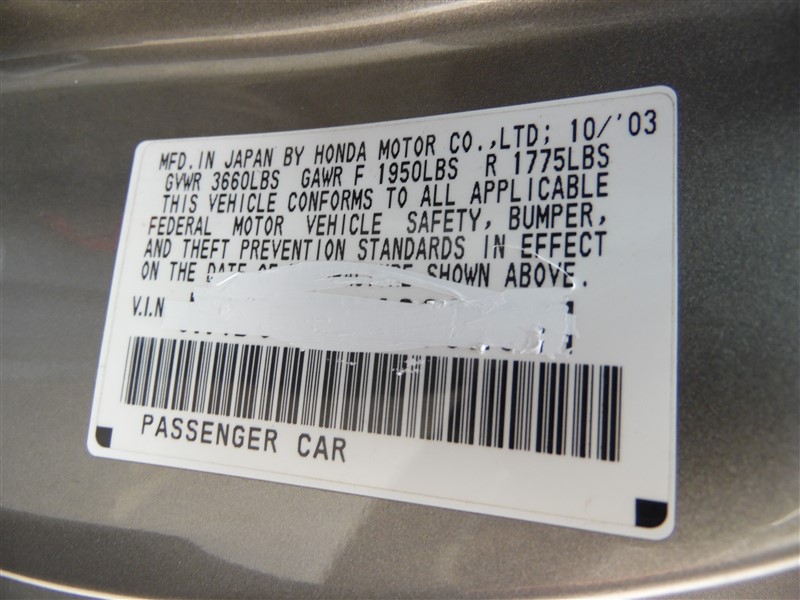 MFD. IN JAPAN BY HONDA MOTOR CO., LTD; 10/'03
GVWR 3660LBS GAWR F 1950LBS R 1775LBS
THIS VEHICLE CONFORMS TO ALL APPLICABLE
FEDERAL MOTOR VEHICLE SAFETY, BUMPER,
AND THEFT PREVENTION STANDARDS IN EFFECT
ON THE DATE OF SHOWN ABOVE.
V.I.N
PASSENGER CAR